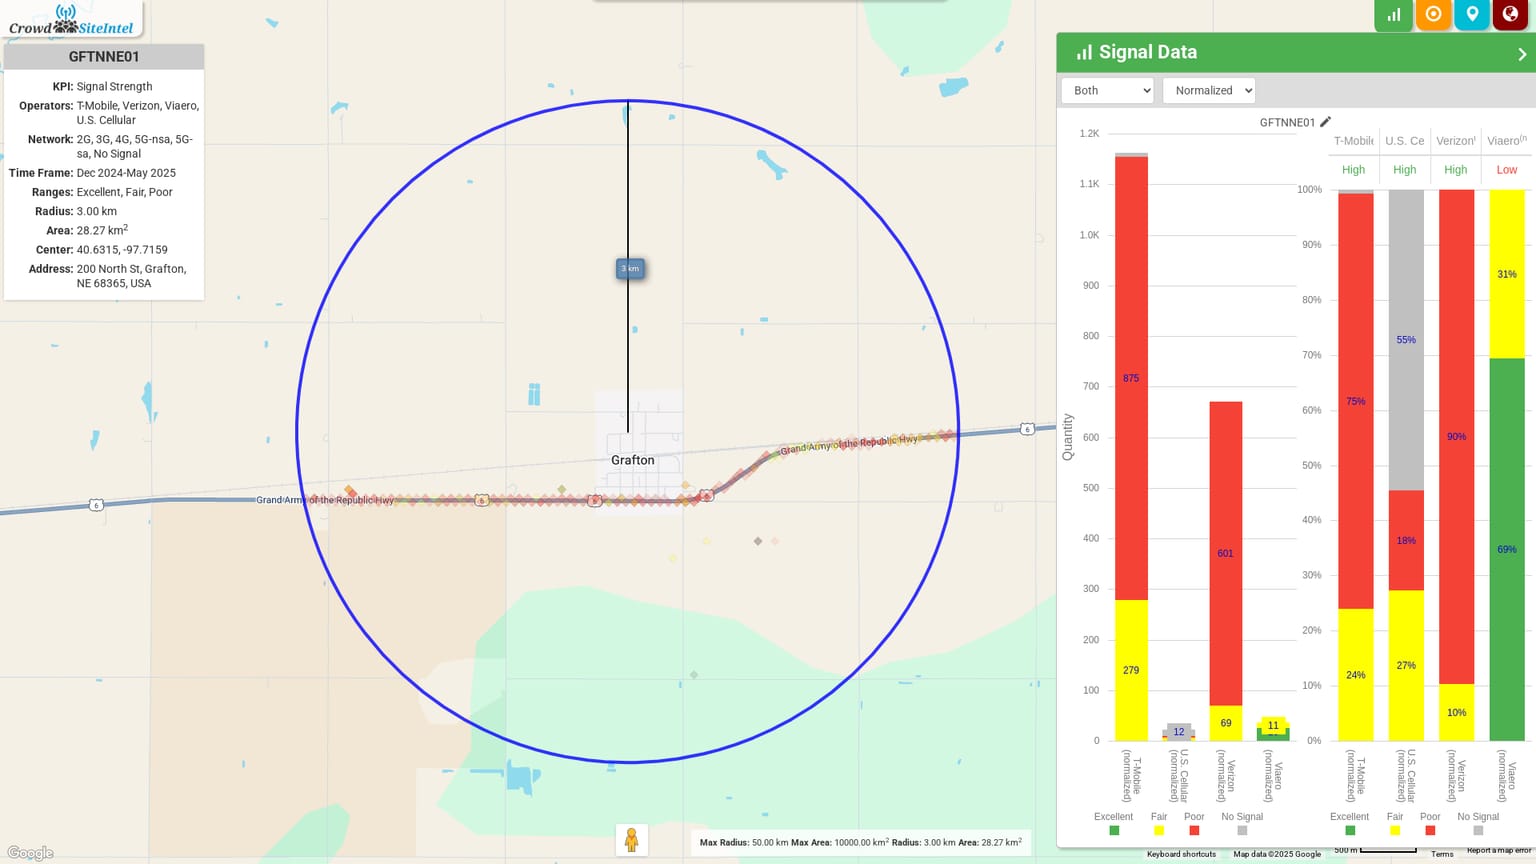 Crowd SiteIntel
GFTNNE01
KPI: Signal Strength
Operators: T-Mobile, Verizon, Viaero,
U.S. Cellular
Network: 2G, 3G, 4G, 5G-nsa, 5G-
sa, No Signal
Time Frame: Dec 2024-May 2025
Ranges: Excellent, Fair, Poor
Radius: 3.00 km
Area: 28.27 km2
Center: 40.6315, -97.7159
Address: 200 North St, Grafton,
NE 68365, USA
3 km
Grafton
Grand Army of the Republic Hwy
Grand Army of the Republic Hwy
6
6
6
6
6
Google
Max Radius: 50.00 km Max Area: 10000.00 km2 Radius: 3.00 km Area: 28.27 km2
Signal Data
Both
Normalized
GFTNNE01
1.2K
1.1K
1.0K
900
800
700
600
500
400
300
200
100
0
Quantity
875
279
12
601
69
11
T-Mobile
(normalized)
U.S. Cellular
(normalized)
Verizon
(normalized)
Viaero
(normalized)
Excellent
Fair
Poor
No Signal
T-Mobile
U.S. Ce
Verizon
Viaero(n
High
High
High
Low
100%
90%
80%
70%
60%
50%
40%
30%
20%
10%
0%
75%
24%
55%
18%
27%
90%
10%
31%
69%
T-Mobile
(normalized)
U.S. Cellular
(normalized)
Verizon
(normalized)
Viaero
(normalized)
Excellent
Fair
Poor
No Signal
Keyboard shortcuts
Map data ©2025 Google
500 m
Terms
Report a map error